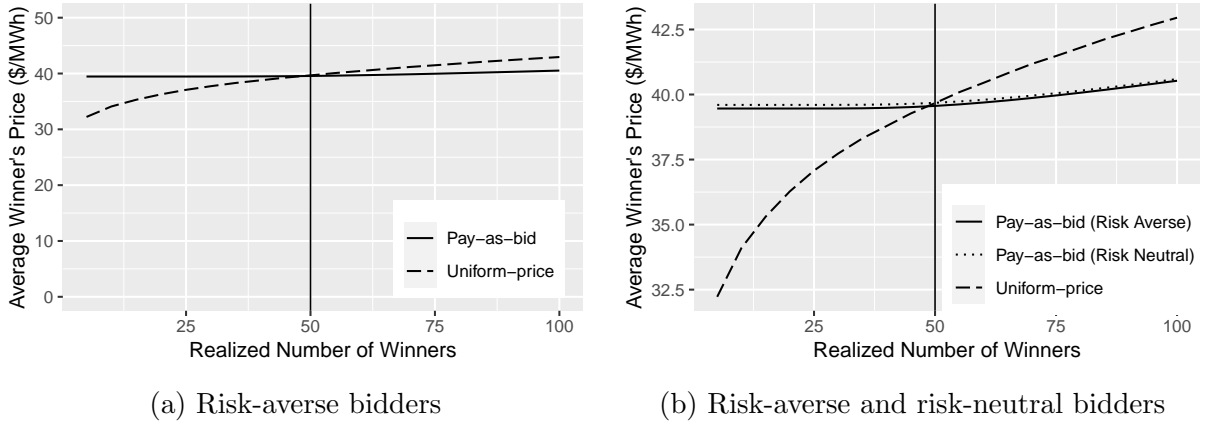 Average Winner's Price ($/MWh)
50
40
30
20
10
0
25
50
75
100
Realized Number of Winners
Pay−as−bid
Uniform−price
(a) Risk-averse bidders
Average Winner's Price ($/MWh)
42.5
40.0
37.5
35.0
32.5
25
50
75
100
Realized Number of Winners
Pay−as−bid (Risk Averse)
Pay−as−bid (Risk Neutral)
Uniform−price
(b) Risk-averse and risk-neutral bidders